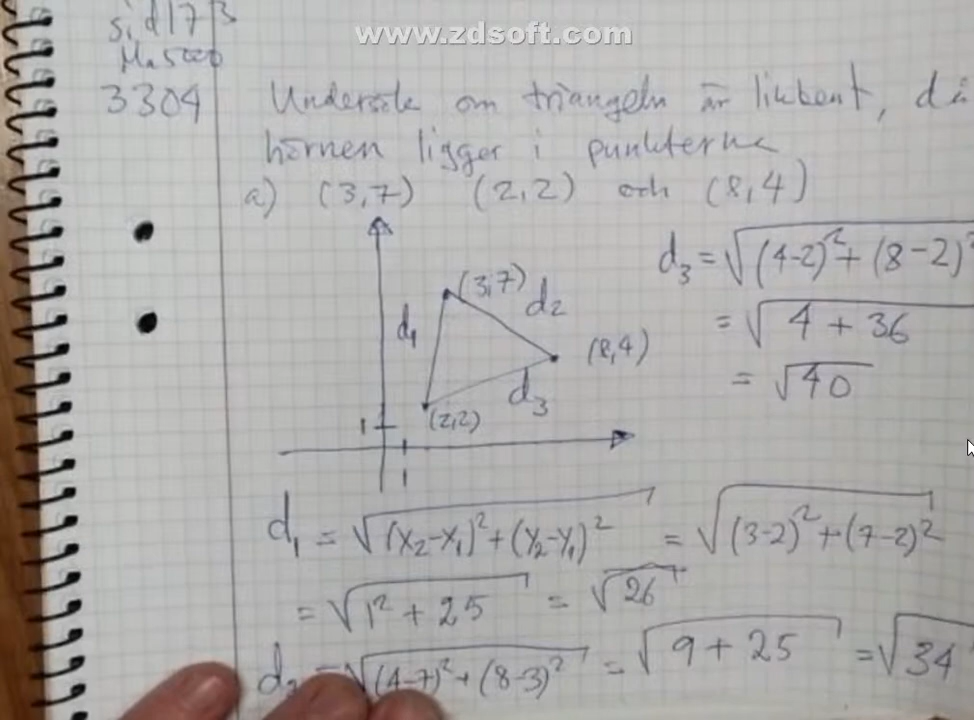 www.zdsoft.com
sid 173
Ma 5000
3304 Undersök om triangeln är likbent, då
hörnen ligger i punkterna
a) (3,7) (2,2) och (8,4)
d₃ = √(4-2)² + (8-2)²
= √4 + 36
= √40
(3,7)
d₂
d₁
(8,4)
d₃
(2,2)
1
1
d₁ = √(x₂-x₁)² + (y₂-y₁)² = √(3-2)² + (7-2)²
= √1² + 25 = √26
d₂ = √(4-7)² + (8-3)² = √9 + 25 = √34